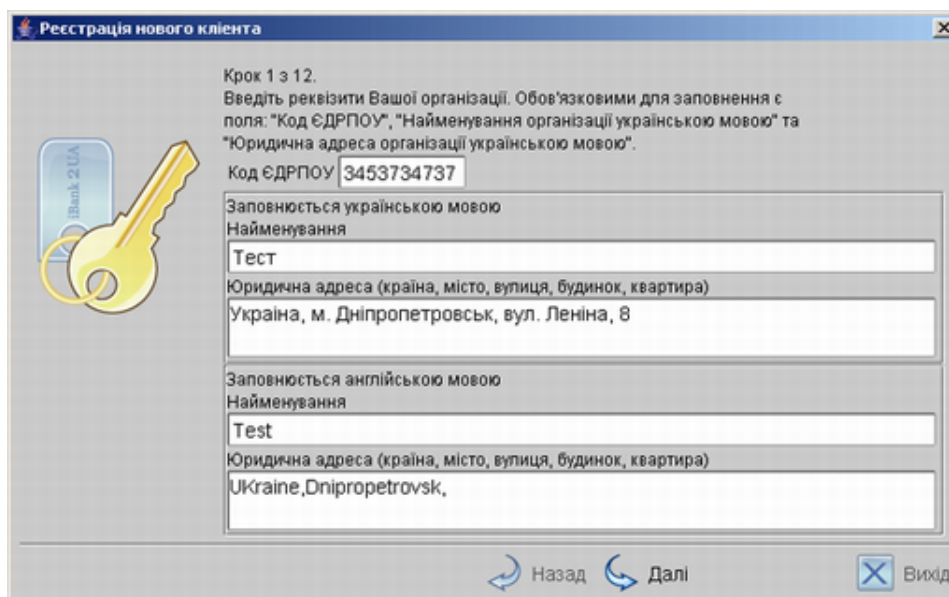 Реєстрація нового клієнта
Крок 1 з 12.
Введіть реквізити Вашої організації. Обов'язковими для заповнення є
поля: "Код ЄДРПОУ", "Найменування організації українською мовою" та
"Юридична адреса організації українською мовою".
Код ЄДРПОУ 3453734737
iBank 2 UA
Заповнюється українською мовою
Найменування
Тест
Юридична адреса (країна, місто, вулиця, будинок, квартира)
Україна, м. Дніпропетровськ, вул. Леніна, 8
Заповнюється англійською мовою
Найменування
Test
Юридична адреса (країна, місто, вулиця, будинок, квартира)
UKraine,Dnipropetrovsk,
Назад Далі Вихід